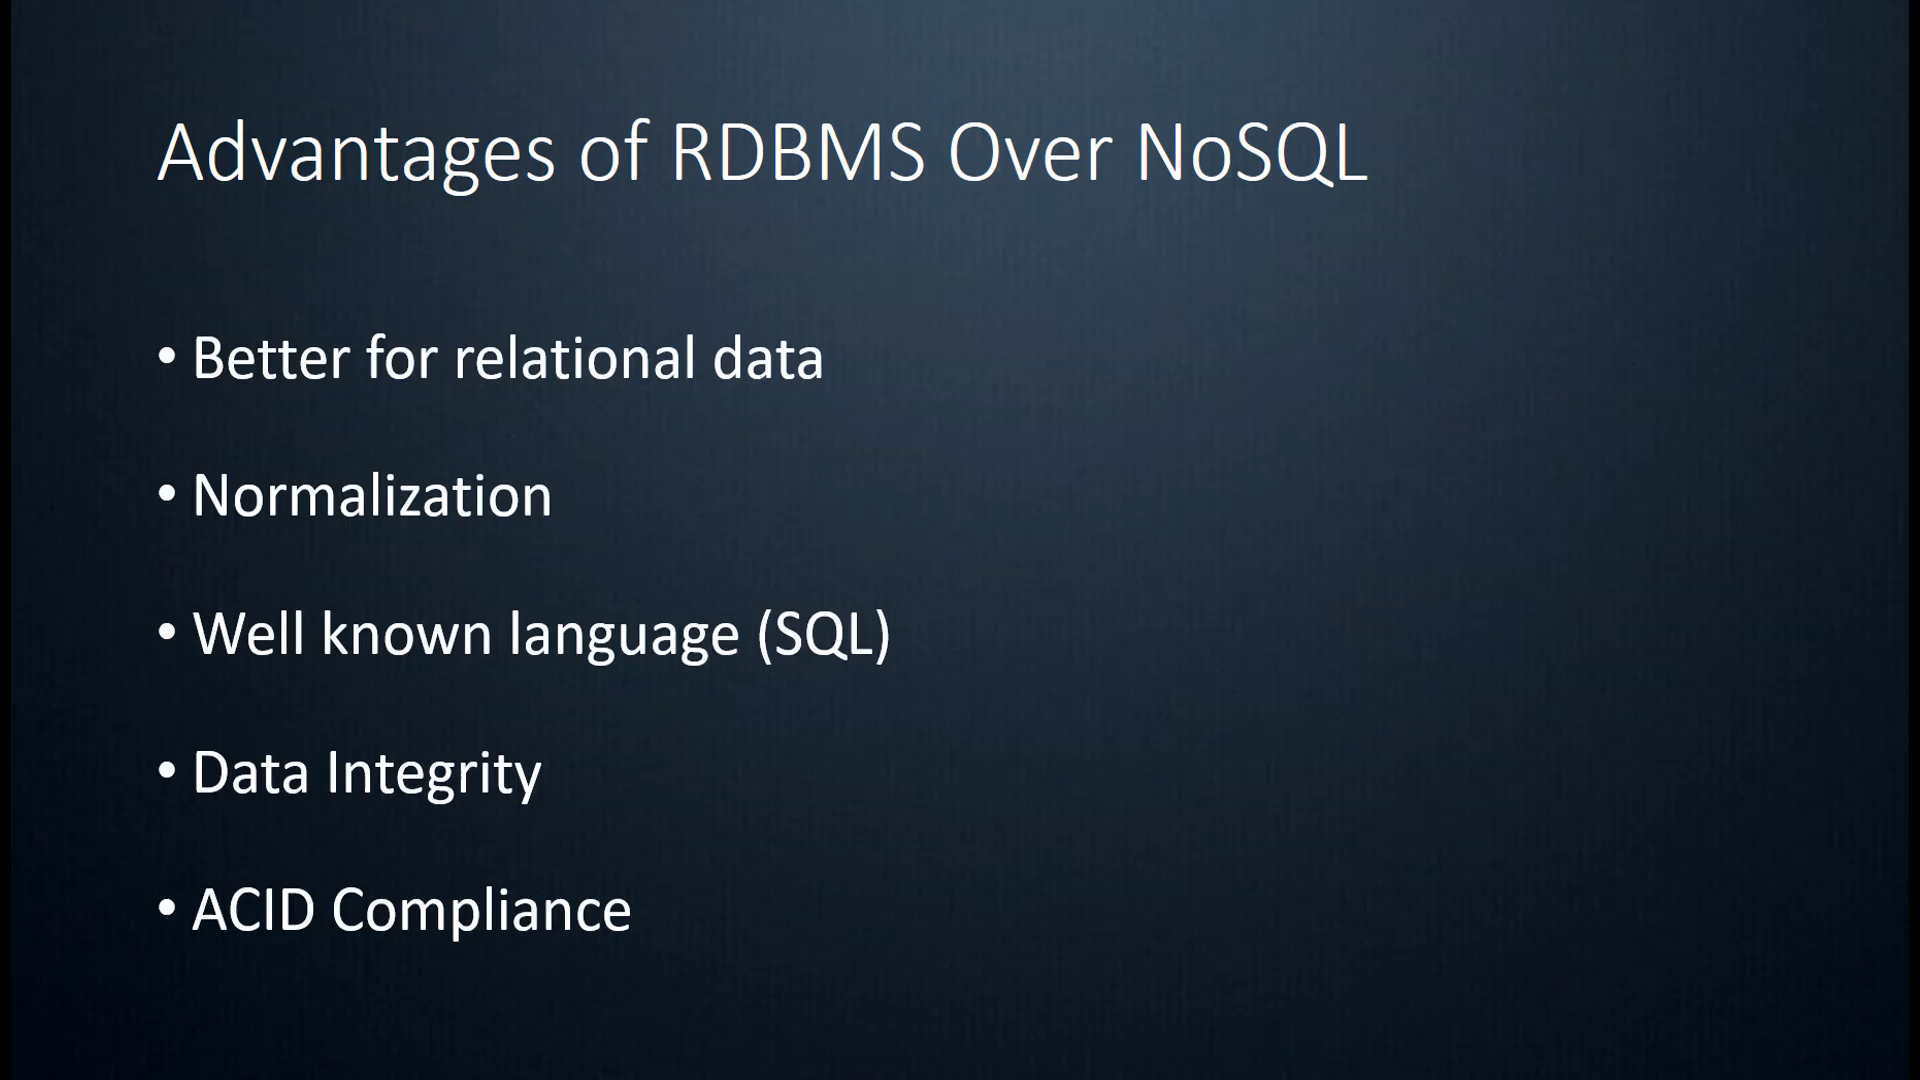 Advantages of RDBMS Over NoSQL
• Better for relational data
• Normalization
• Well known language (SQL)
• Data Integrity
• ACID Compliance